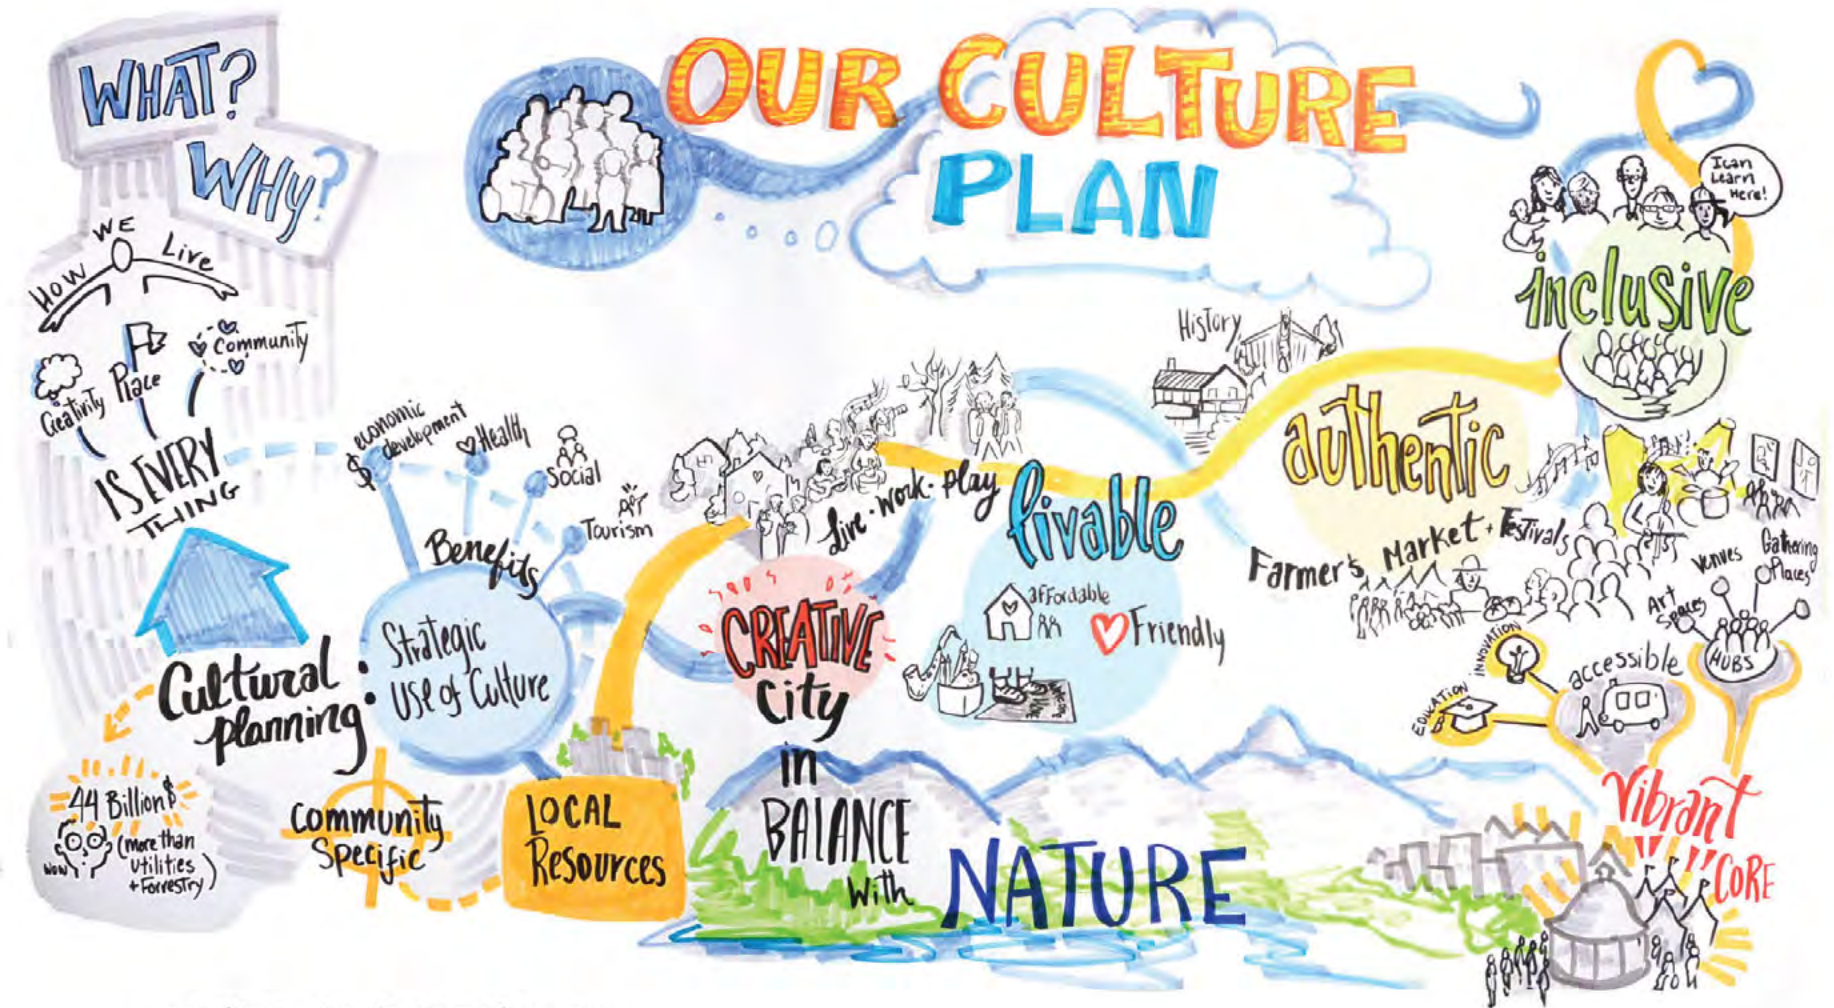 WHAT?
WHY?
OUR CULTURE
PLAN
HOW WE Live
Creativity
Place
Community
IS EVERY
THING
Cultural
planning
44 Billion $
(more than
utilities
+ Forrestry)
WOW
Community
Specific
economic
development
$
Health
Social
Art
Tourism
Benefits
• Strategic
• Use of Culture
LOCAL
Resources
Live · work · play
CREATIVE
City
in
BALANCE
With
NATURE
livable
affordable
Friendly
History
authentic
Farmer's Market + Festivals
I can
Learn
Here!
inclusive
Art
Spaces
Venues
Gathering
Places
HUBS
EDUCATION
INNOVATION
accessible
Vibrant
CORE